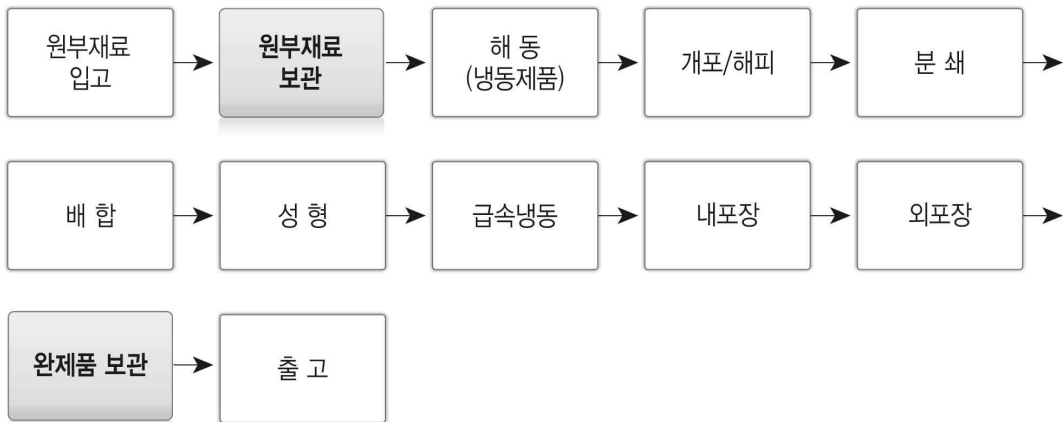 원부재료
입고
원부재료
보관
해 동
(냉동제품)
개포/해피
분 쇄
배 합
성 형
급속냉동
내포장
외포장
완제품 보관
출 고